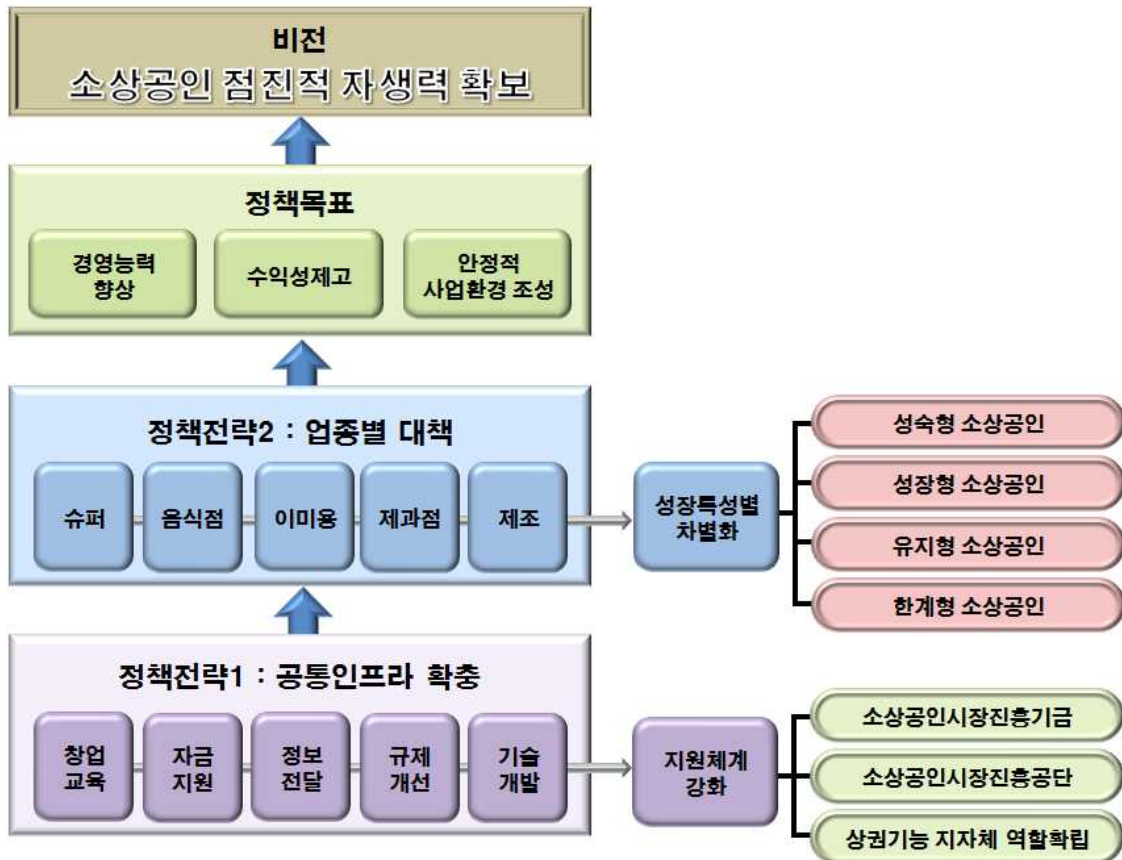 비전
소상공인 점진적 자생력 확보
정책목표
경영능력
향상
수익성제고
안정적
사업환경 조성
정책전략2 : 업종별 대책
슈퍼
음식점
이미용
제과점
제조
성장특성별
차별화
성숙형 소상공인
성장형 소상공인
유지형 소상공인
한계형 소상공인
정책전략1 : 공통인프라 확충
창업
교육
자금
지원
정보
전달
규제
개선
기술
개발
지원체계
강화
소상공인시장진흥기금
소상공인시장진흥공단
상권기능 지자체 역할확립